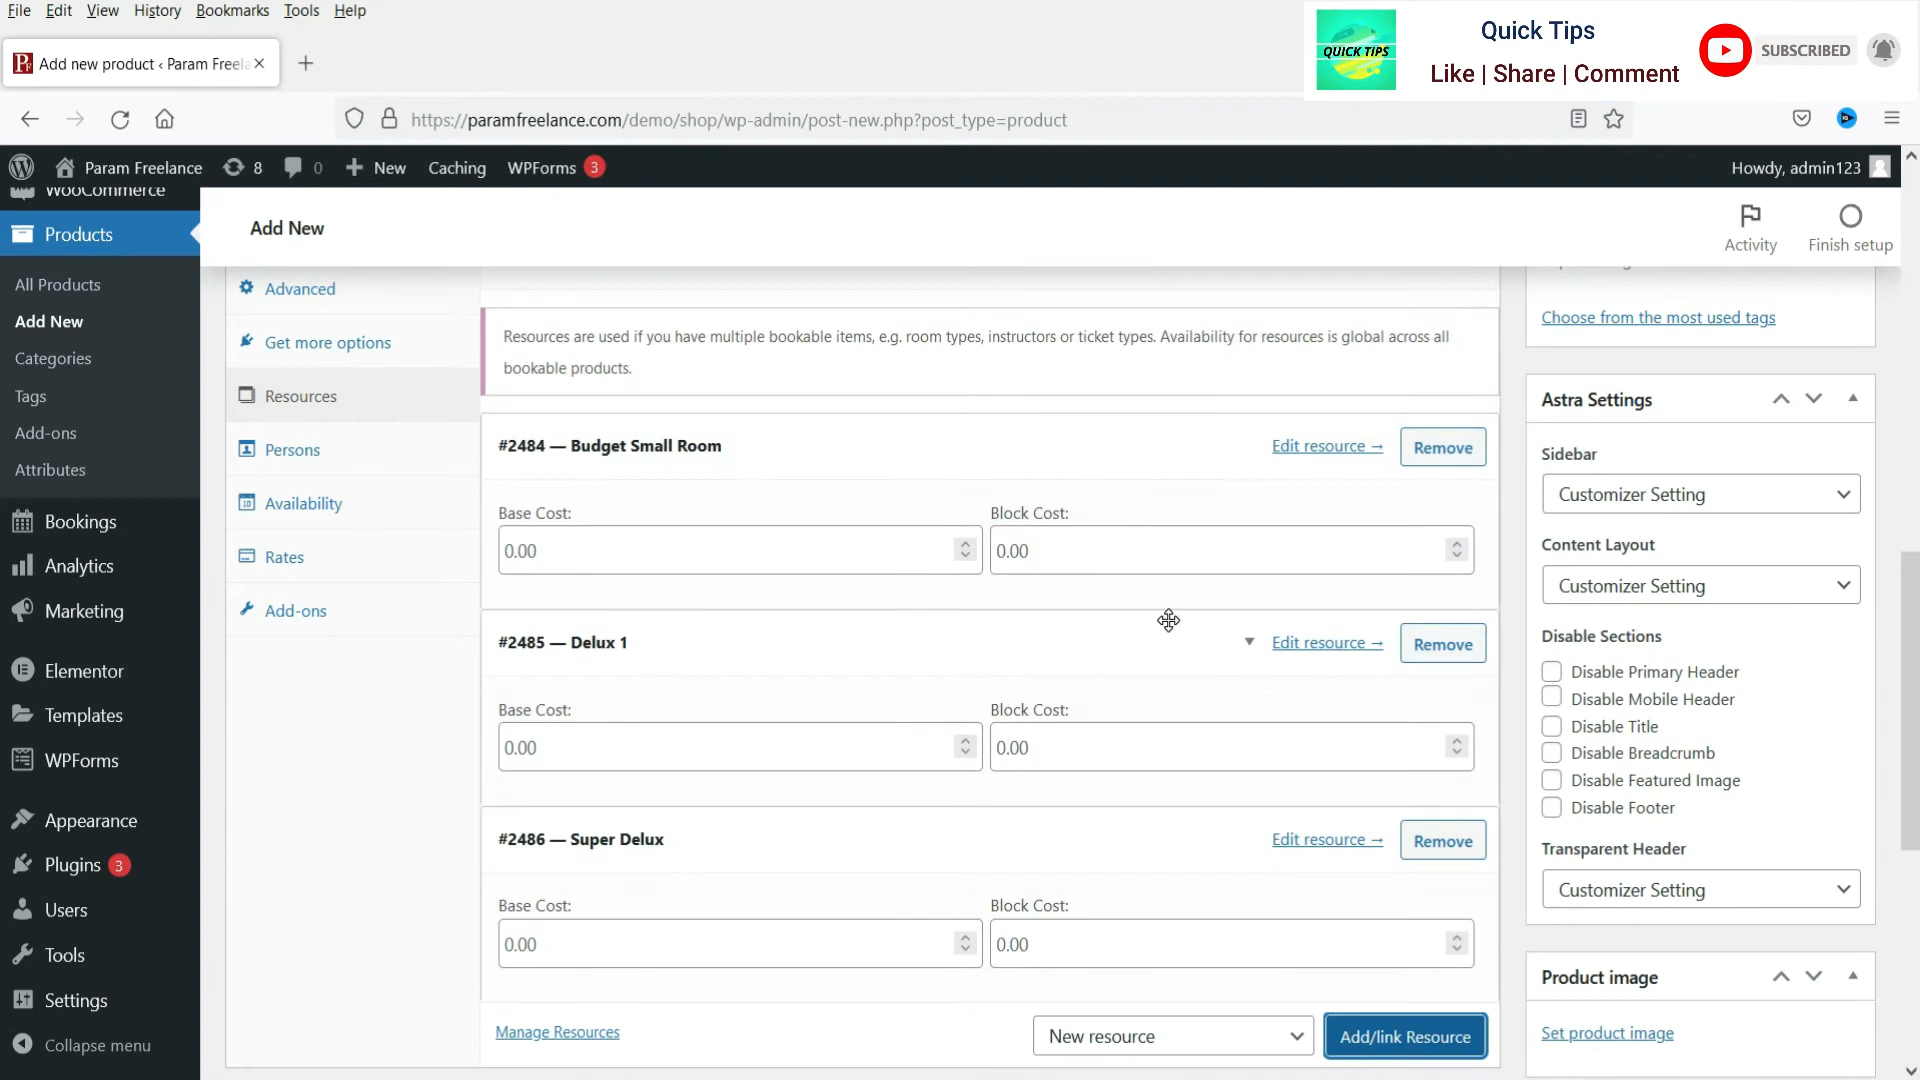 File Edit View History Bookmarks Tools Help
Add new product ‹ Param Freela
QUICK TIPS
Quick Tips
Like | Share | Comment
SUBSCRIBED
https://paramfreelance.com/demo/shop/wp-admin/post-new.php?post_type=product
Param Freelance 8 0 New Caching WPForms 3
Howdy, admin123
WooCommerce
Products
All Products
Add New
Categories
Tags
Add-ons
Attributes
Bookings
Analytics
Marketing
Elementor
Templates
WPForms
Appearance
Plugins 3
Users
Tools
Settings
Collapse menu
Add New
Activity
Finish setup
Advanced
Get more options
Resources
Persons
Availability
Rates
Add-ons
Resources are used if you have multiple bookable items, e.g. room types, instructors or ticket types. Availability for resources is global across all
bookable products.
#2484 — Budget Small Room Edit resource → Remove
Base Cost: Block Cost:
0.00 0.00
#2485 — Delux 1 Edit resource → Remove
Base Cost: Block Cost:
0.00 0.00
#2486 — Super Delux Edit resource → Remove
Base Cost: Block Cost:
0.00 0.00
Manage Resources New resource Add/link Resource
Choose from the most used tags
Astra Settings
Sidebar
Customizer Setting
Content Layout
Customizer Setting
Disable Sections
Disable Primary Header
Disable Mobile Header
Disable Title
Disable Breadcrumb
Disable Featured Image
Disable Footer
Transparent Header
Customizer Setting
Product image
Set product image